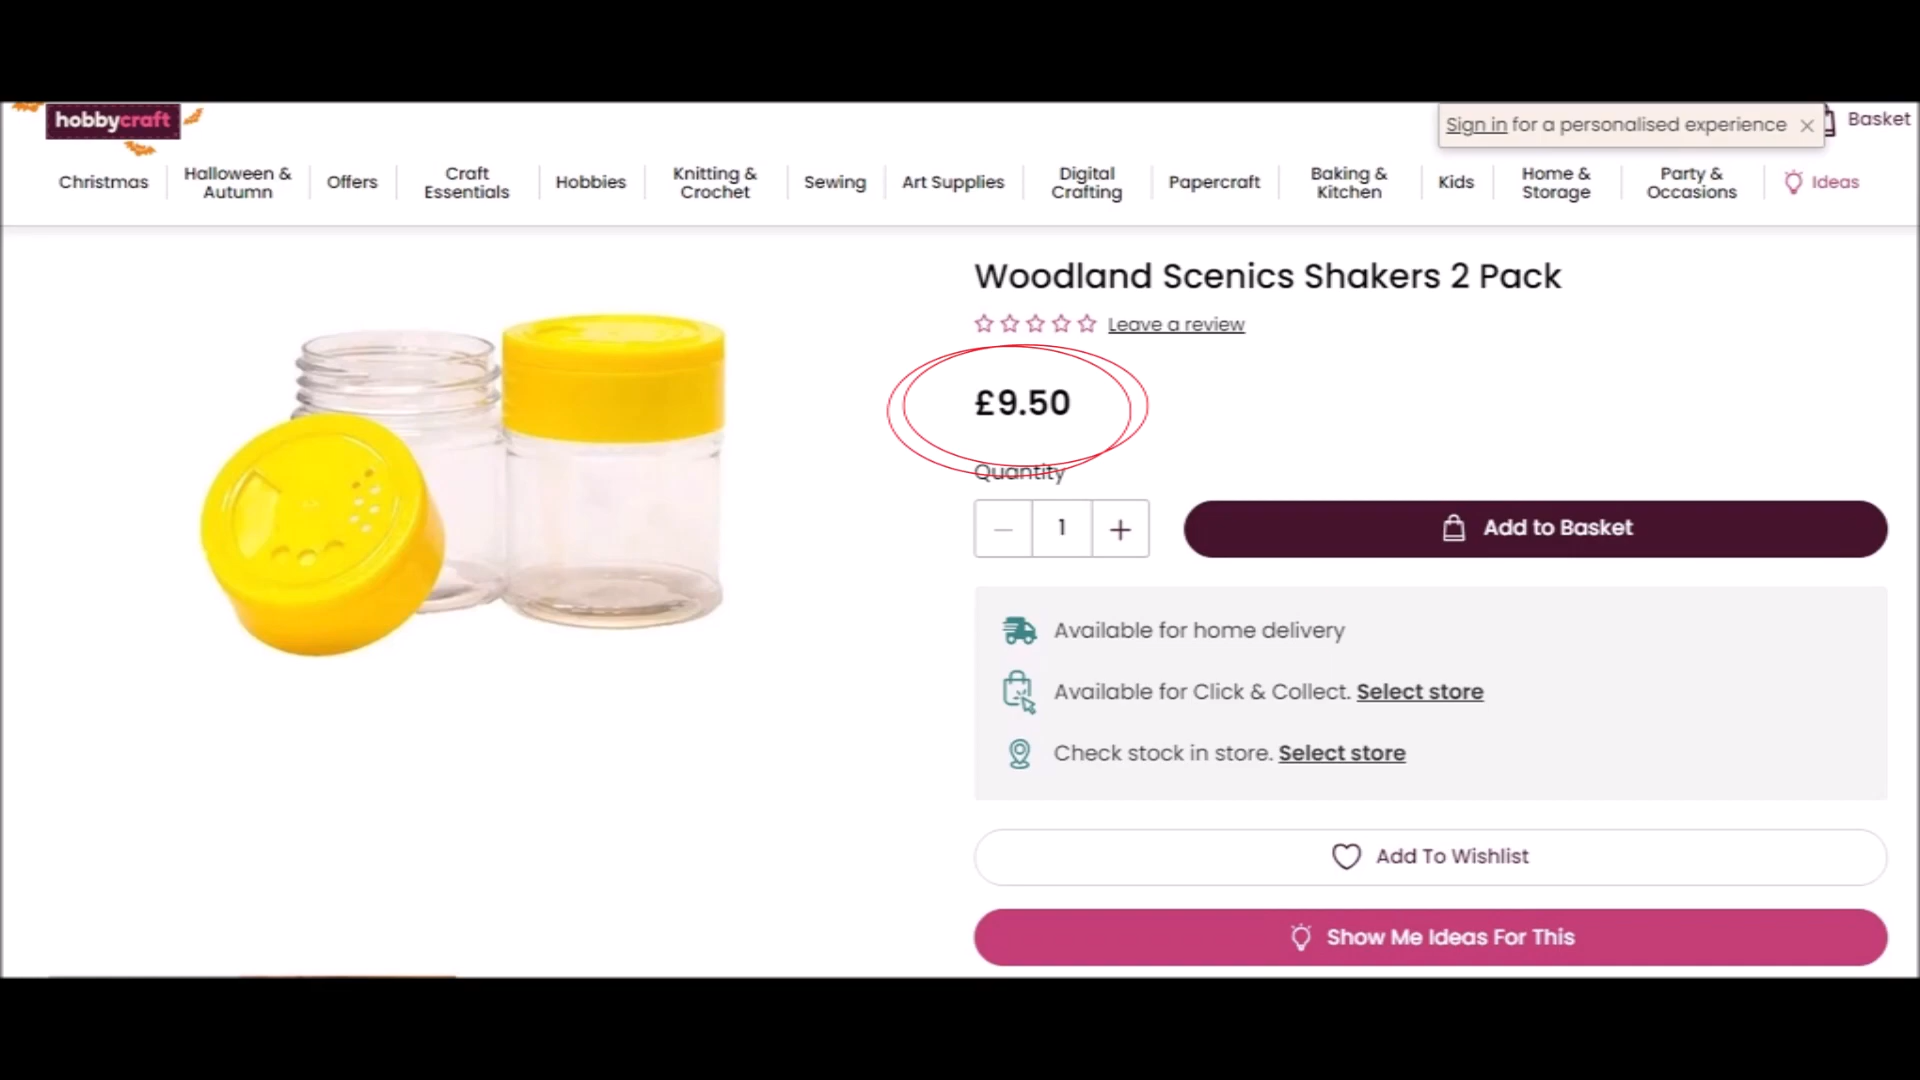 hobbycraft
Sign in for a personalised experience
Basket
Christmas
Halloween &
Autumn
Offers
Craft
Essentials
Hobbies
Knitting &
Crochet
Sewing
Art Supplies
Digital
Crafting
Papercraft
Baking &
Kitchen
Kids
Home &
Storage
Party &
Occasions
Ideas
Woodland Scenics Shakers 2 Pack
Leave a review
£9.50
Quantity
1
Add to Basket
Available for home delivery
Available for Click & Collect. Select store
Check stock in store. Select store
Add To Wishlist
Show Me Ideas For This